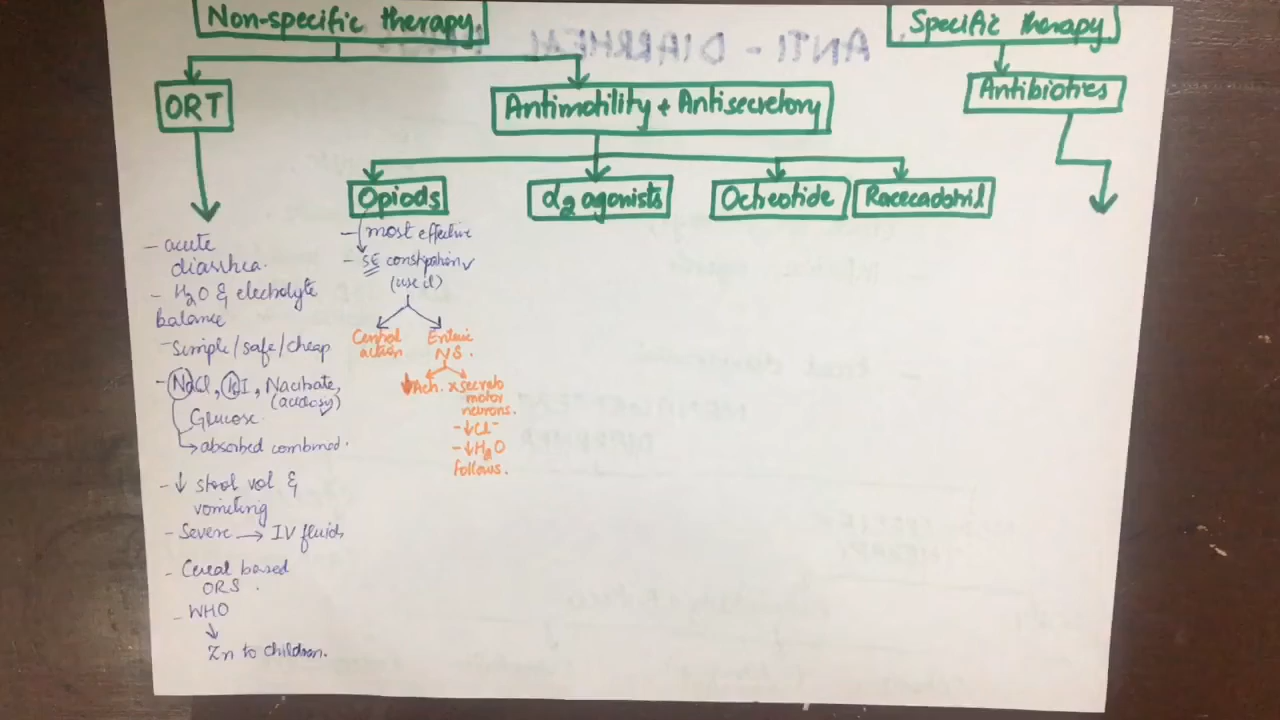 Non-specific therapy.
Specific therapy
ORT
Antimotility + Antisecretory
Antibiotics
Opiods
α2 agonists
Ocheotide
Racecadotril
- acute
diarrhea.
- H2O & electrolyte
balance
- Simple/safe/cheap
- NaCl, KCl, Nacitrate,
(acidosis)
Glucose.
→ absorbed combined.
- ↓ stool vol &
vomiting
- Severe → IV fluids
- Cereal based
ORS.
- WHO
↓
Zn to children.
- most effective
- SE constipation ✓
(use it)
Central
action
Enteric
NS.
↓Ach.
x secreto
motor
neurons.
- ↓Cl⁻
- ↓H2O
follows.
ANTI - DIARRHEAL